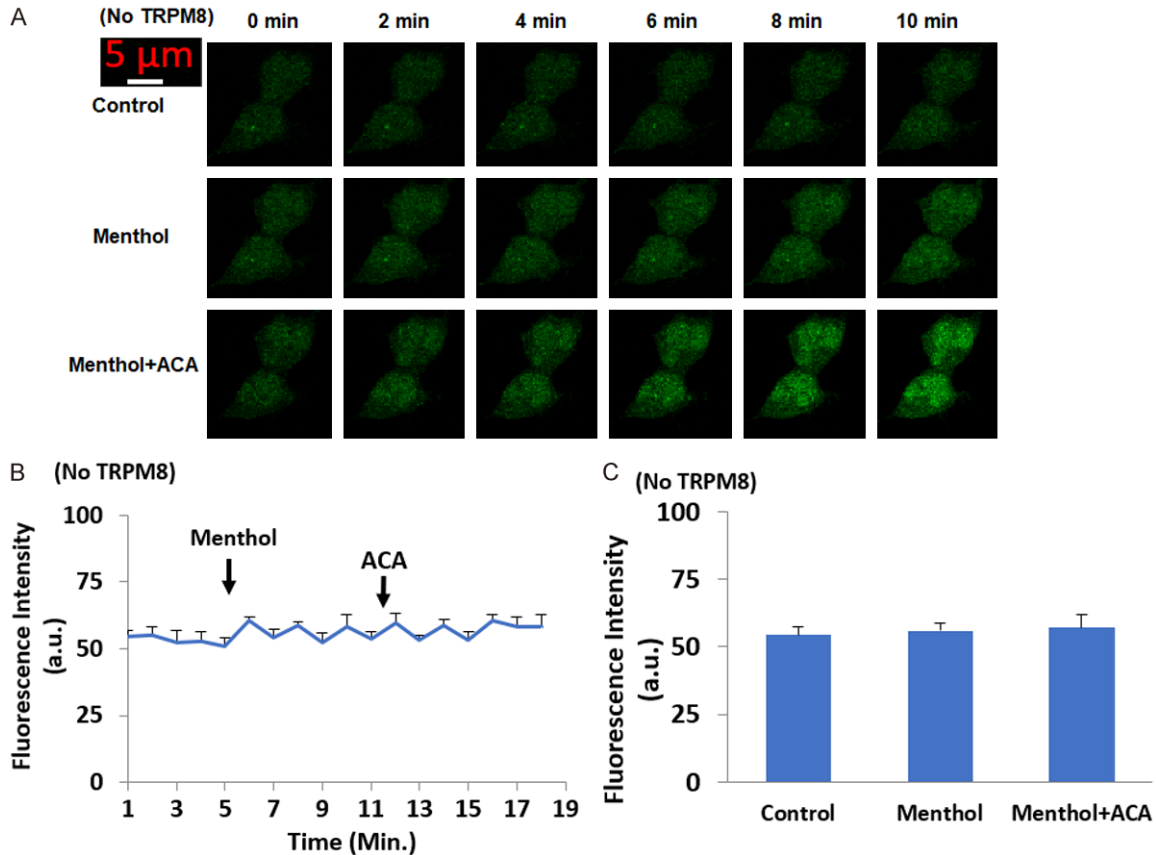 A
(No TRPM8)
0 min
2 min
4 min
6 min
8 min
10 min
5 µm
Control
Menthol
Menthol+ACA
B
(No TRPM8)
Fluorescence Intensity
(a.u.)
100
75
50
25
0
Menthol
ACA
1
3
5
7
9
11
13
15
17
19
Time (Min.)
C
(No TRPM8)
Fluorescence Intensity
(a.u.)
100
75
50
25
0
Control
Menthol
Menthol+ACA